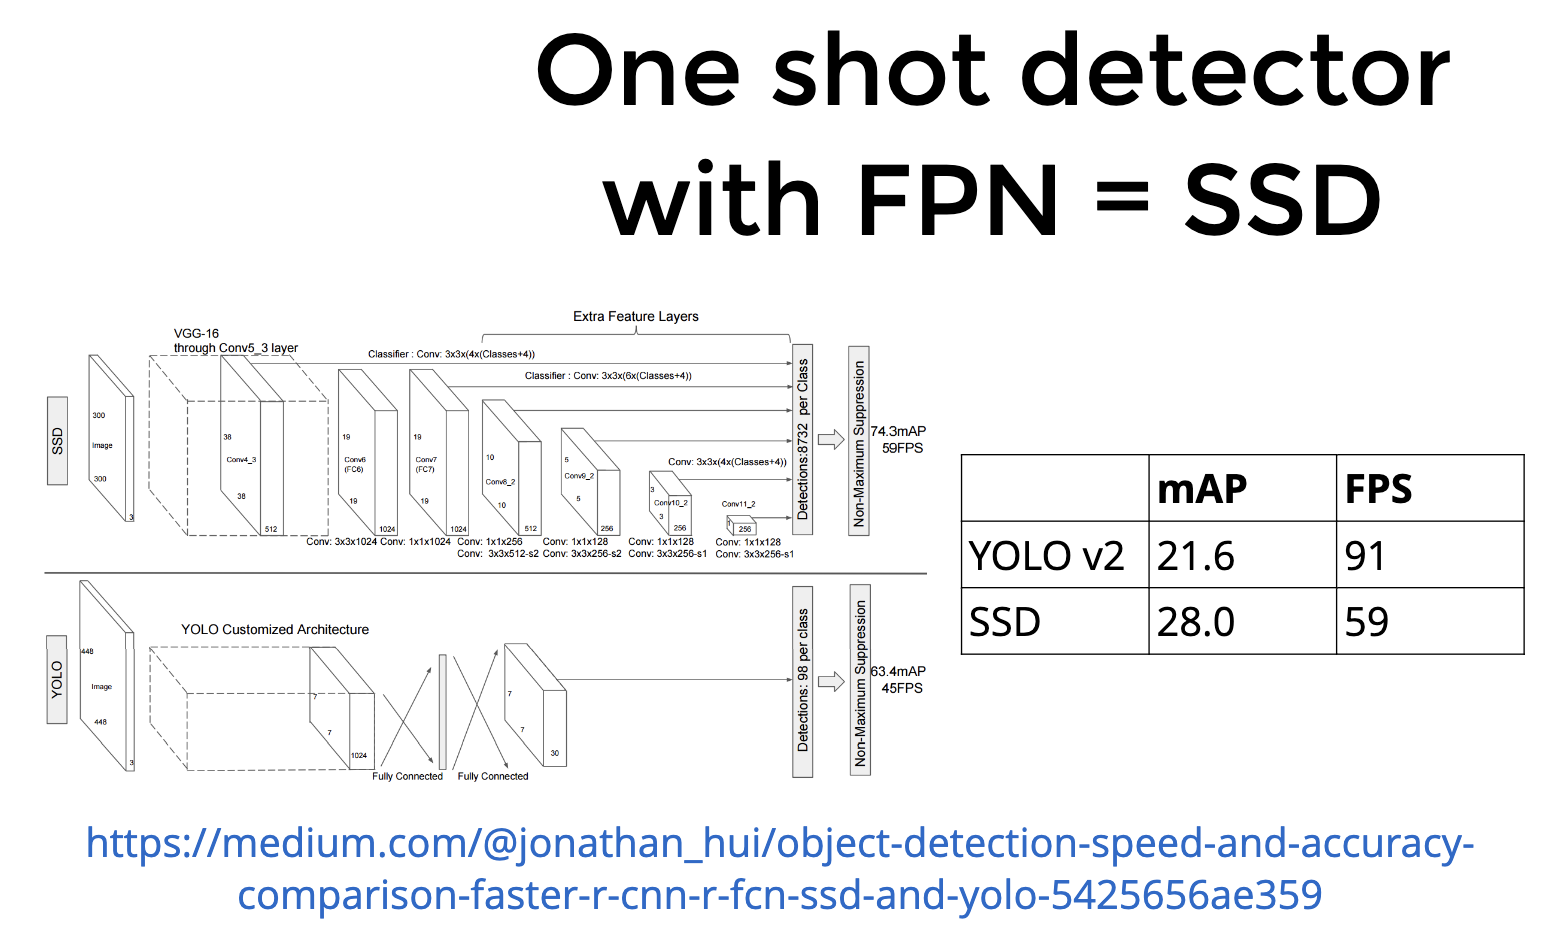 One shot detector
with FPN = SSD
Extra Feature Layers
VGG-16
through Conv5_3 layer
Classifier : Conv: 3x3x(4x(Classes+4))
Classifier : Conv: 3x3x(6x(Classes+4))
SSD
300
Image
300
3
38
Conv4_3
38
512
19
Conv6
(FC6)
19
1024
19
Conv7
(FC7)
19
1024
10
Conv8_2
10
512
5
Conv9_2
5
256
Conv: 3x3x(4x(Classes+4))
3
Conv10_2
3
256
Conv11_2
1
256
Detections:8732 per Class
Non-Maximum Suppression
74.3mAP
59FPS
Conv: 3x3x1024
Conv: 1x1x1024
Conv: 1x1x256
Conv: 3x3x512-s2
Conv: 1x1x128
Conv: 3x3x256-s2
Conv: 1x1x128
Conv: 3x3x256-s1
Conv: 1x1x128
Conv: 3x3x256-s1
YOLO
448
Image
448
3
YOLO Customized Architecture
7
7
1024
Fully Connected
Fully Connected
7
7
30
Detections: 98 per class
Non-Maximum Suppression
63.4mAP
45FPS
mAP FPS
YOLO v2 21.6 91
SSD 28.0 59
https://medium.com/@jonathan_hui/object-detection-speed-and-accuracy-
comparison-faster-r-cnn-r-fcn-ssd-and-yolo-5425656ae359